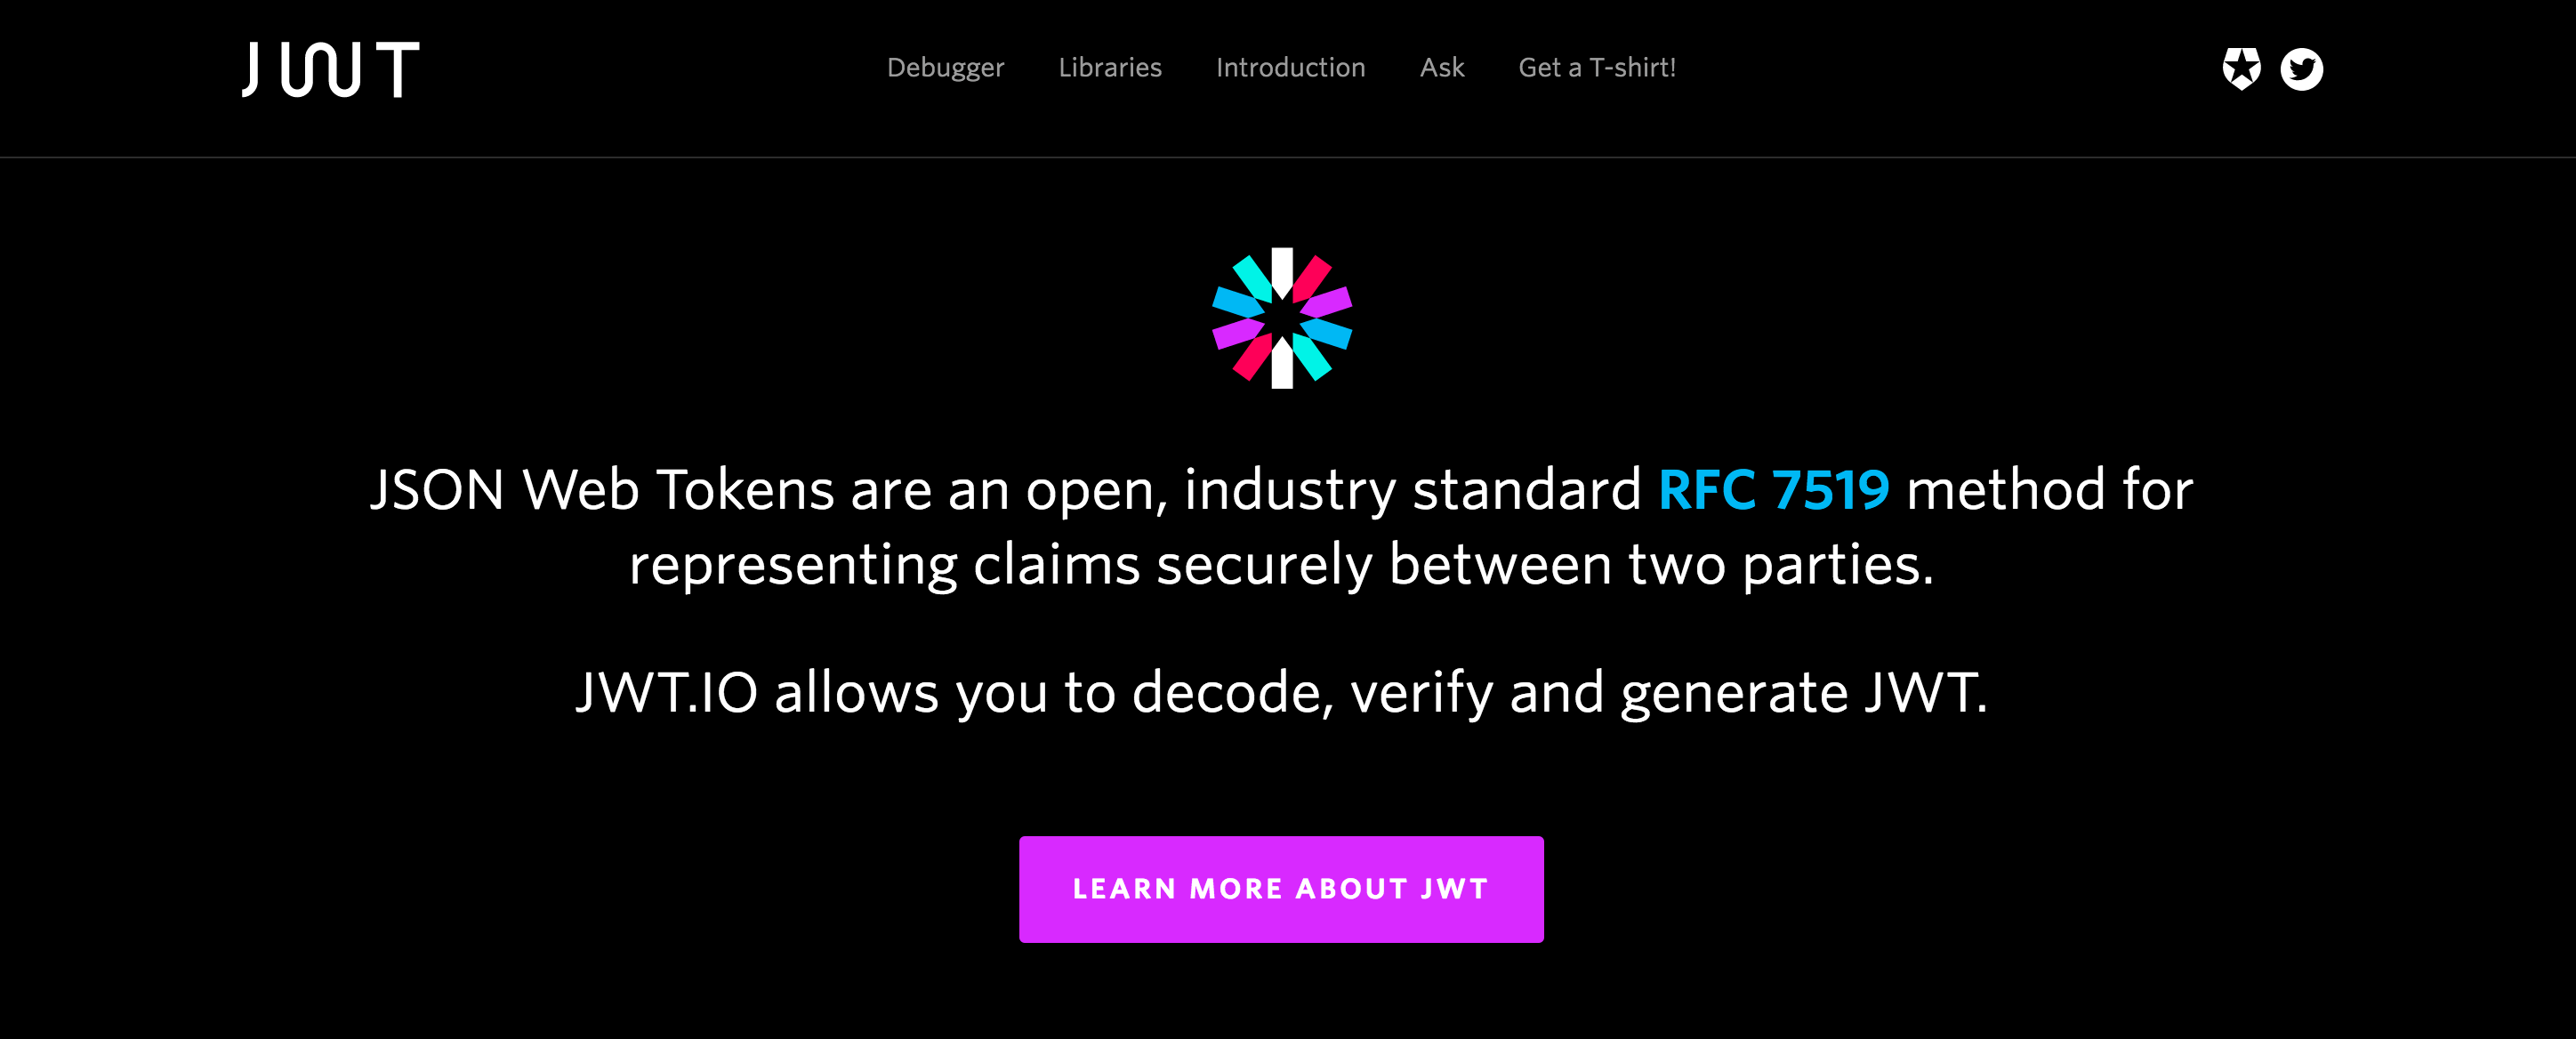 JWT
Debugger Libraries Introduction Ask Get a T-shirt!
JSON Web Tokens are an open, industry standard RFC 7519 method for
representing claims securely between two parties.
JWT.IO allows you to decode, verify and generate JWT.
LEARN MORE ABOUT JWT